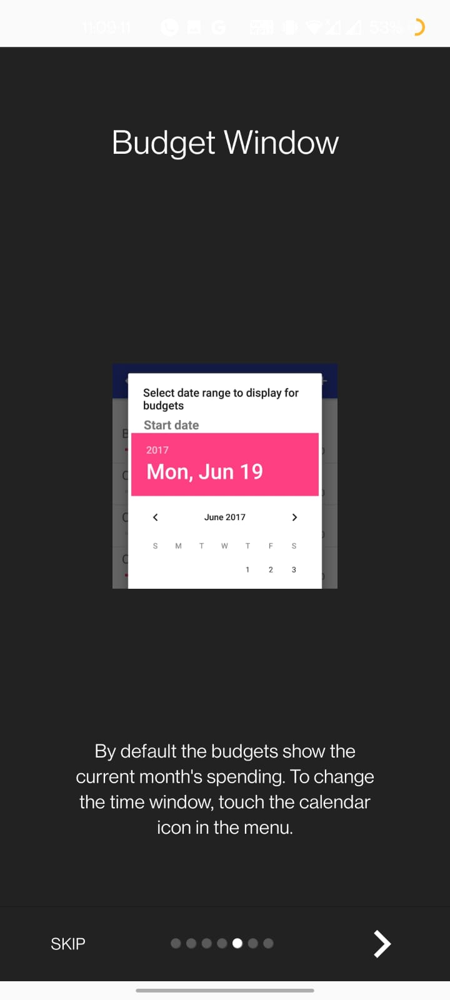 11:09:11 53%
Budget Window
Select date range to display for
budgets
Start date
2017
Mon, Jun 19
June 2017
S M T W T F S
1 2 3
By default the budgets show the
current month's spending. To change
the time window, touch the calendar
icon in the menu.
SKIP